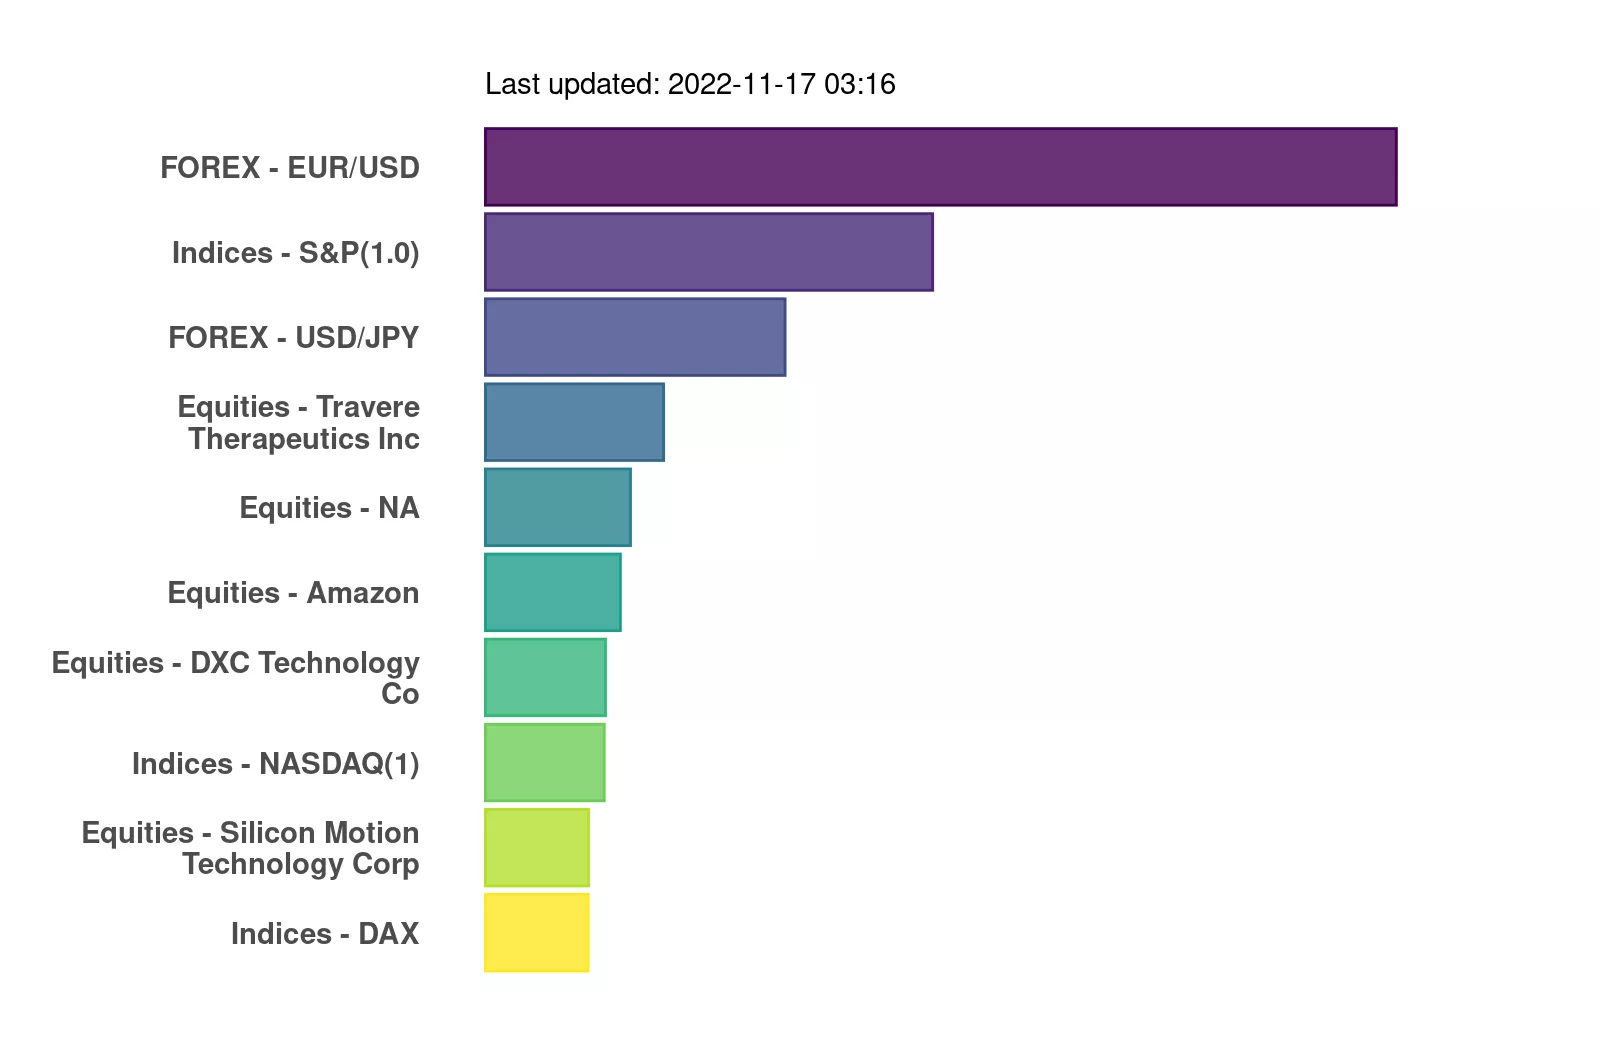 Last updated: 2022-11-17 03:16
FOREX - EUR/USD
Indices - S&P(1.0)
FOREX - USD/JPY
Equities - Travere
Therapeutics Inc
Equities - NA
Equities - Amazon
Equities - DXC Technology
Co
Indices - NASDAQ(1)
Equities - Silicon Motion
Technology Corp
Indices - DAX